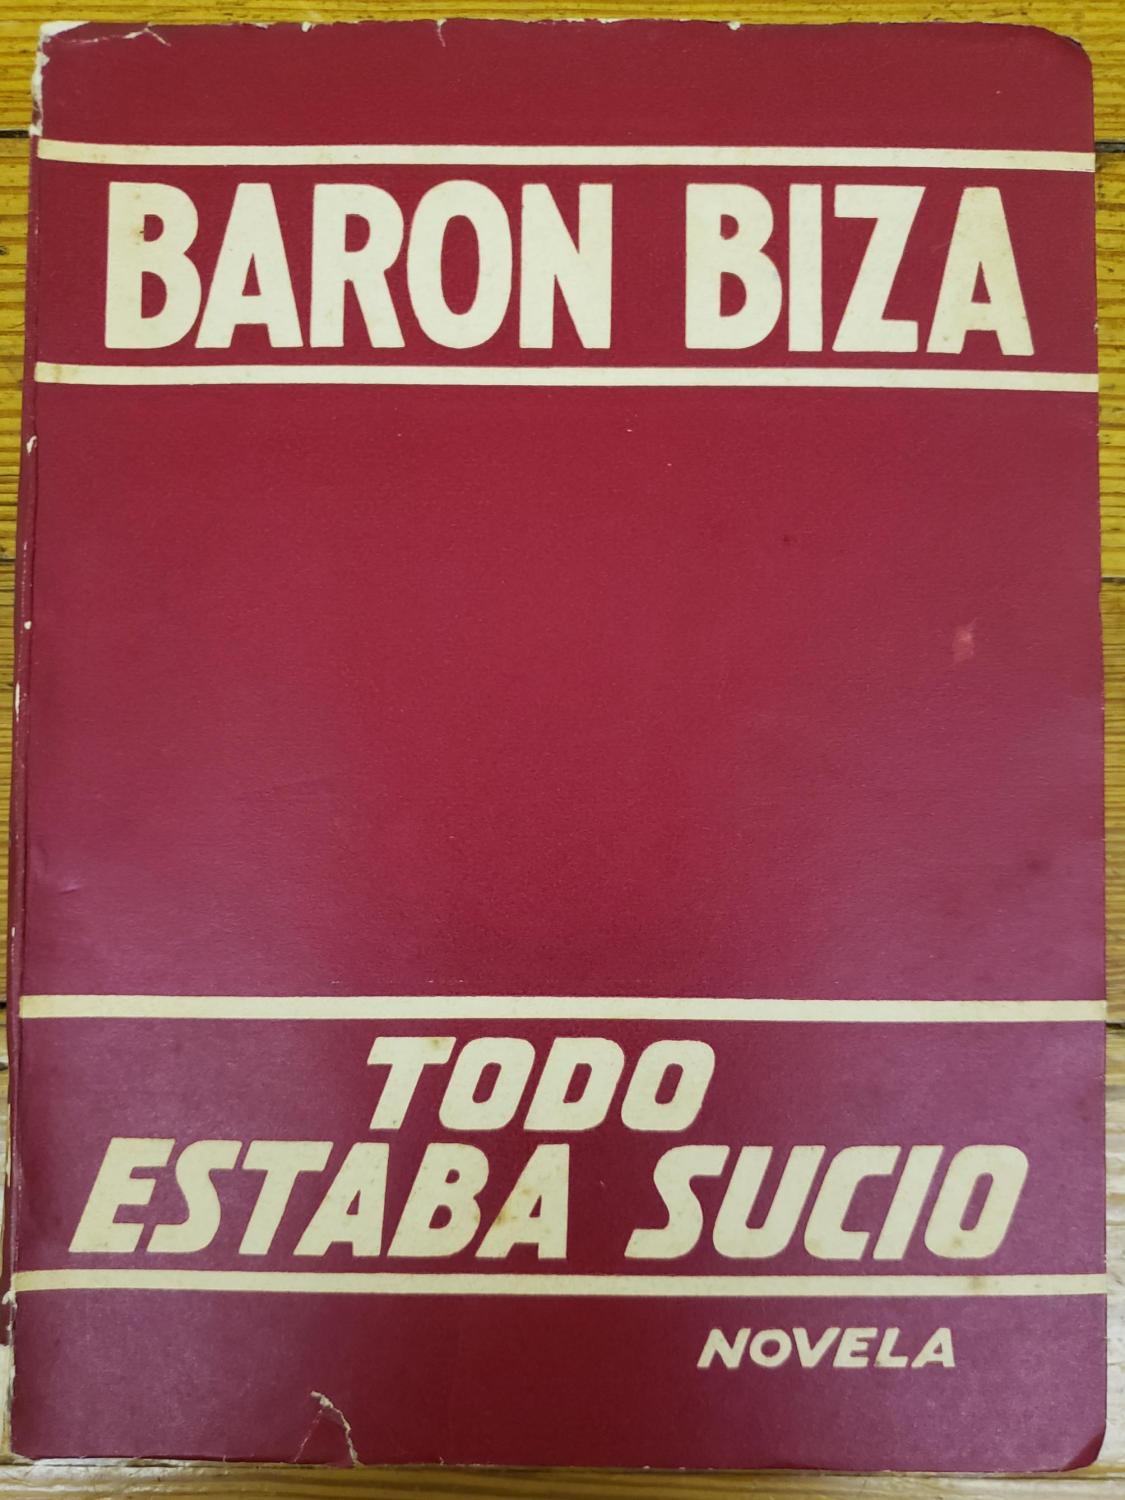 BARON BIZA
TODO
ESTABA SUCIO
NOVELA